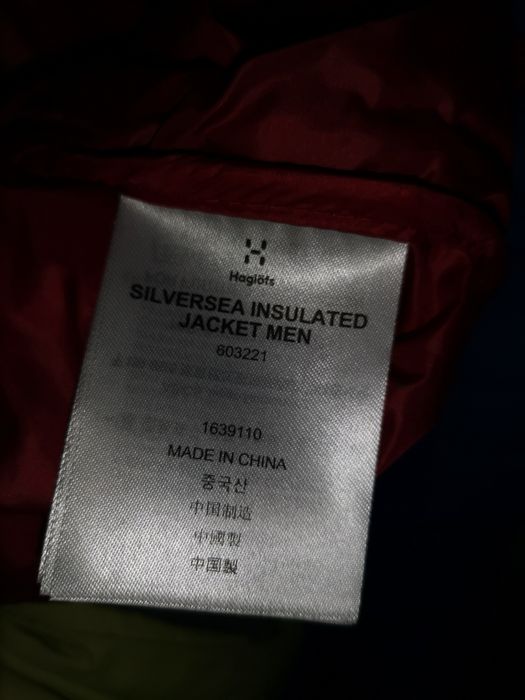 Haglöfs
SILVERSEA INSULATED
JACKET MEN
603221
1639110
MADE IN CHINA
중국산
中国制造
中國製
中国製